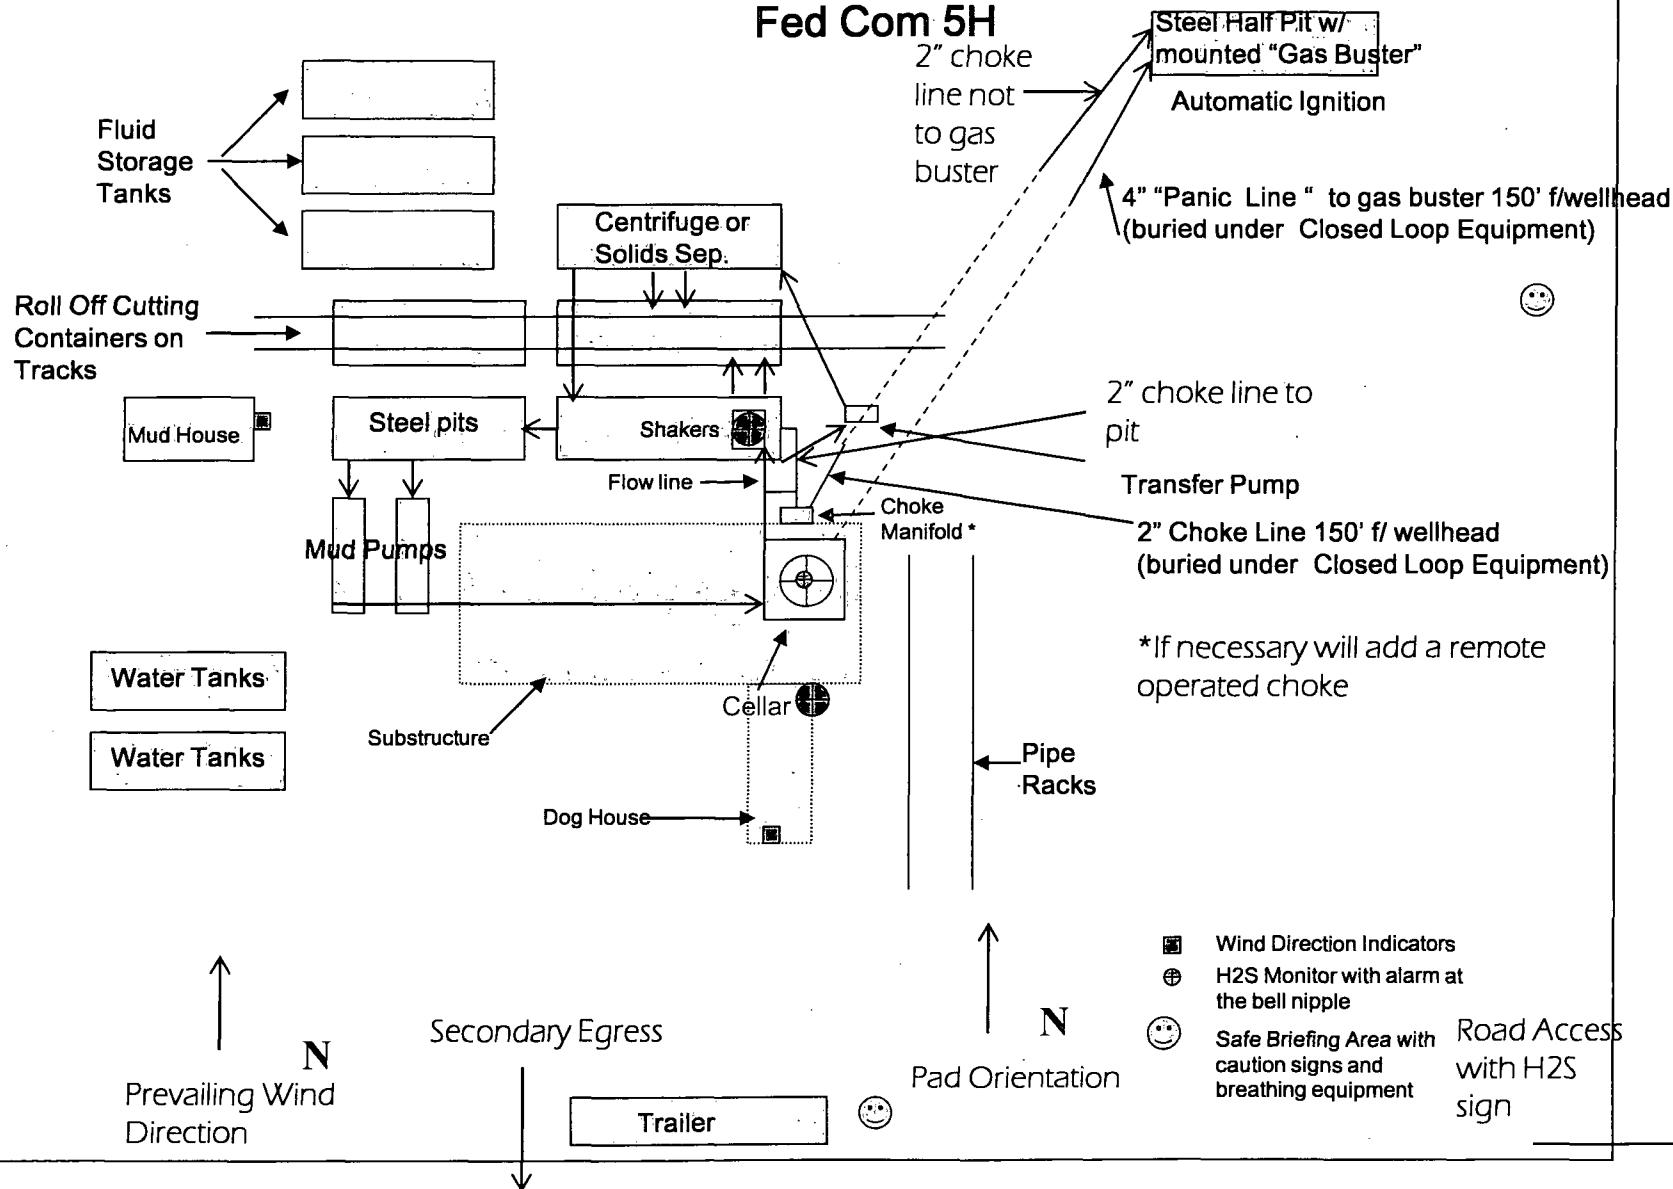 Fed Com 5H
Steel Half Pit w/
mounted “Gas Buster”
Automatic Ignition
2” choke
line not
to gas
buster
4” “Panic Line “ to gas buster 150’ f/wellhead
(buried under Closed Loop Equipment)
Fluid
Storage
Tanks
Centrifuge or
Solids Sep.
Roll Off Cutting
Containers on
Tracks
Mud House
Steel pits
Shakers
2” choke line to
pit
Flow line
Transfer Pump
Choke
Manifold *
2” Choke Line 150’ f/ wellhead
(buried under Closed Loop Equipment)
Mud Pumps
*If necessary will add a remote
operated choke
Water Tanks
Cellar
Substructure
Water Tanks
Pipe
Racks
Dog House
Wind Direction Indicators
H2S Monitor with alarm at
the bell nipple
Safe Briefing Area with
caution signs and
breathing equipment
Road Access
with H2S
sign
N
Pad Orientation
Secondary Egress
N
Prevailing Wind
Direction
Trailer